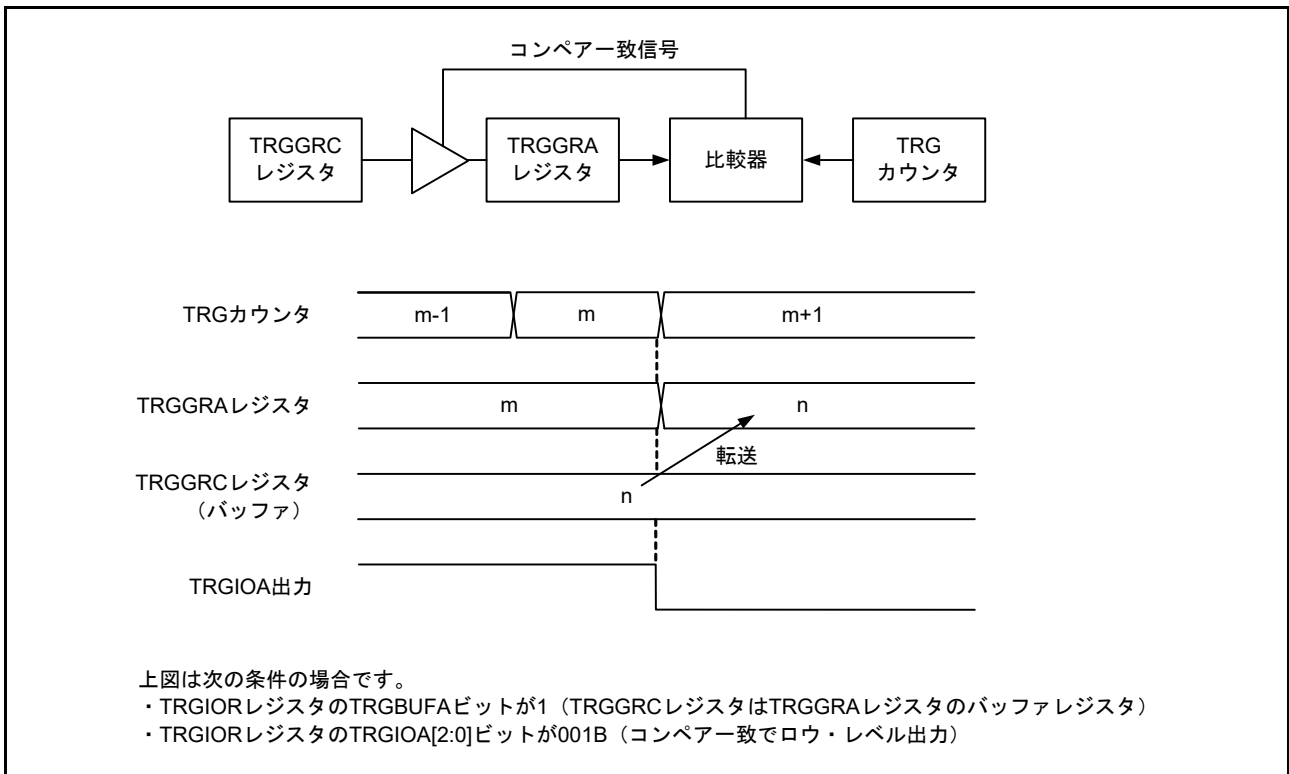 コンペアー致信号
TRGGRC
レジスタ
TRGGRA
レジスタ
比較器
TRG
カウンタ
TRGカウンタ
m-1
m
m+1
TRGGRAレジスタ
m
n
転送
TRGGRCレジスタ
（バッファ）
n
TRGIOA出力
上図は次の条件の場合です。
・TRGIORレジスタのTRGBUFAビットが1（TRGGRCレジスタはTRGGRAレジスタのバッファレジスタ）
・TRGIORレジスタのTRGIOA[2:0]ビットが001B（コンペアー致でロウ・レベル出力）